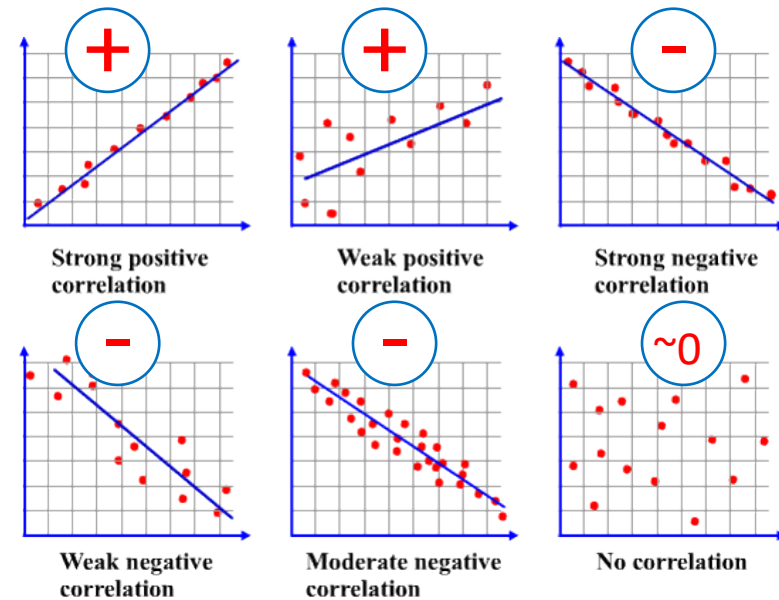 +
+
-
Strong positive
correlation
Weak positive
correlation
Strong negative
correlation
-
-
~0
Weak negative
correlation
Moderate negative
correlation
No correlation